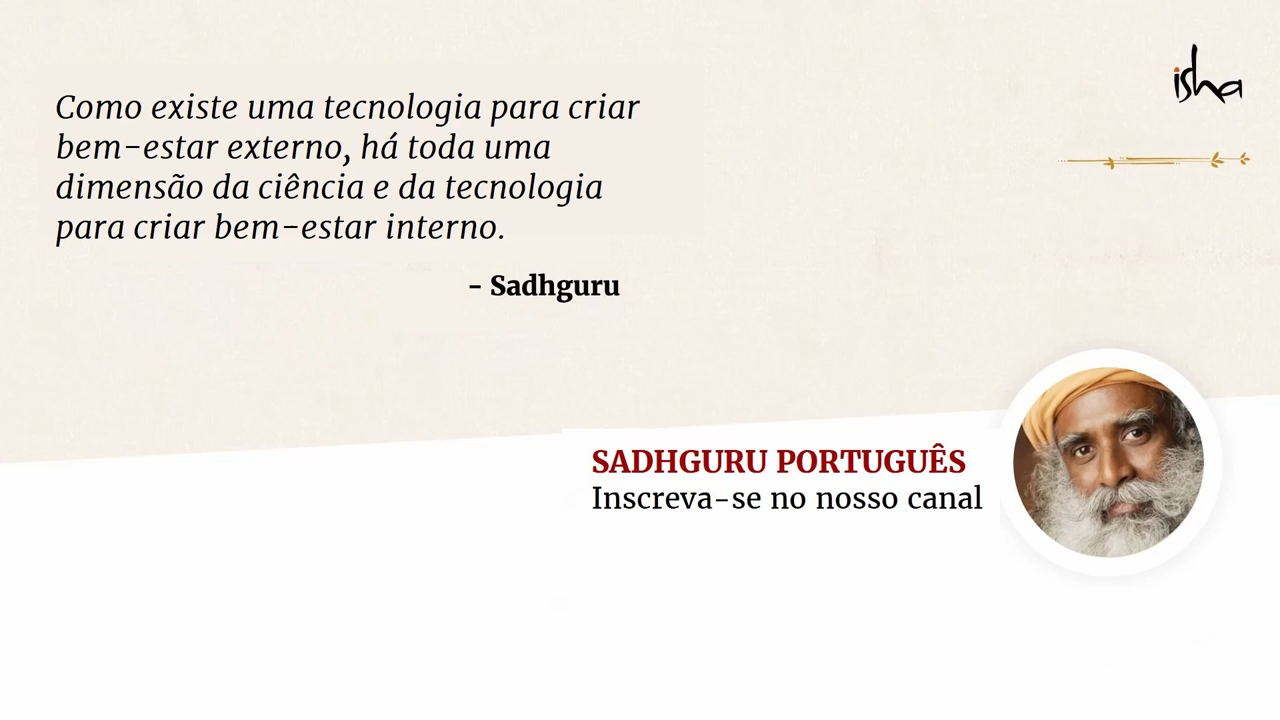 isha
Como existe uma tecnologia para criar
bem-estar externo, há toda uma
dimensão da ciência e da tecnologia
para criar bem-estar interno.
- Sadhguru
SADHGURU PORTUGUÊS
Inscreva-se no nosso canal